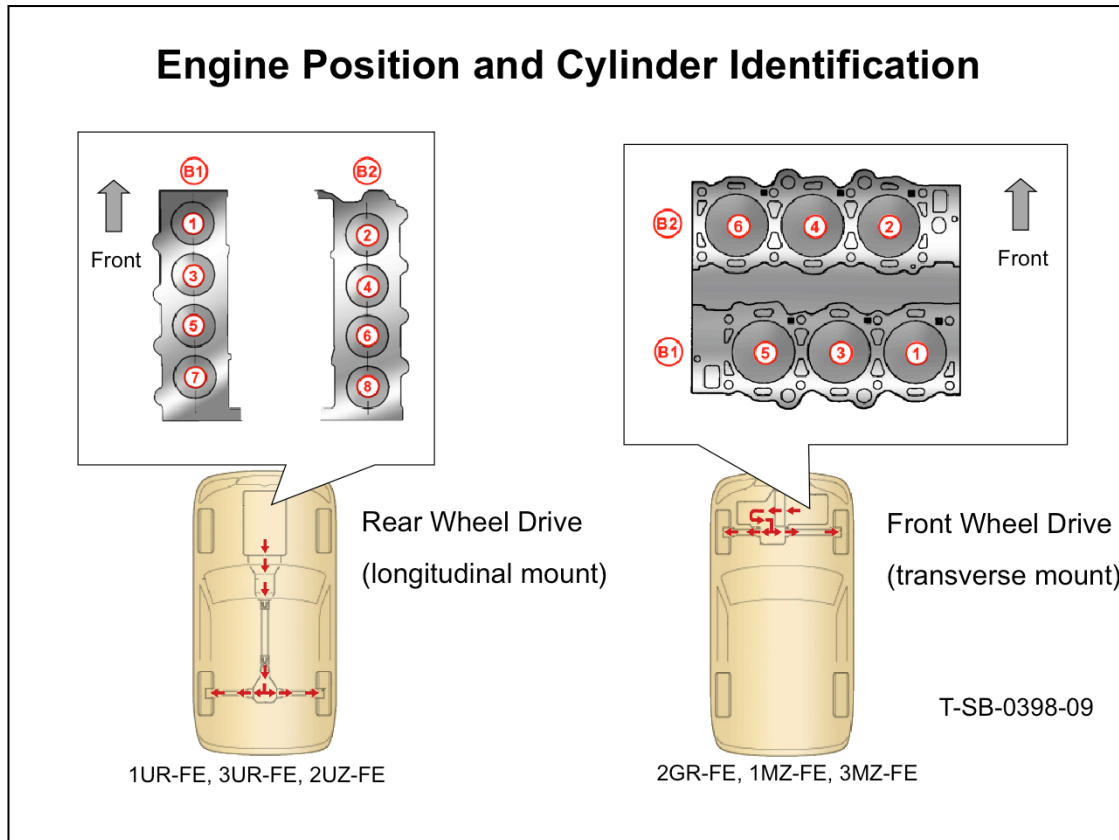 Engine Position and Cylinder Identification
B1
B2
Front
1
2
3
4
5
6
7
8
B2
6
4
2
Front
B1
5
3
1
Rear Wheel Drive
(longitudinal mount)
Front Wheel Drive
(transverse mount)
T-SB-0398-09
1UR-FE, 3UR-FE, 2UZ-FE
2GR-FE, 1MZ-FE, 3MZ-FE